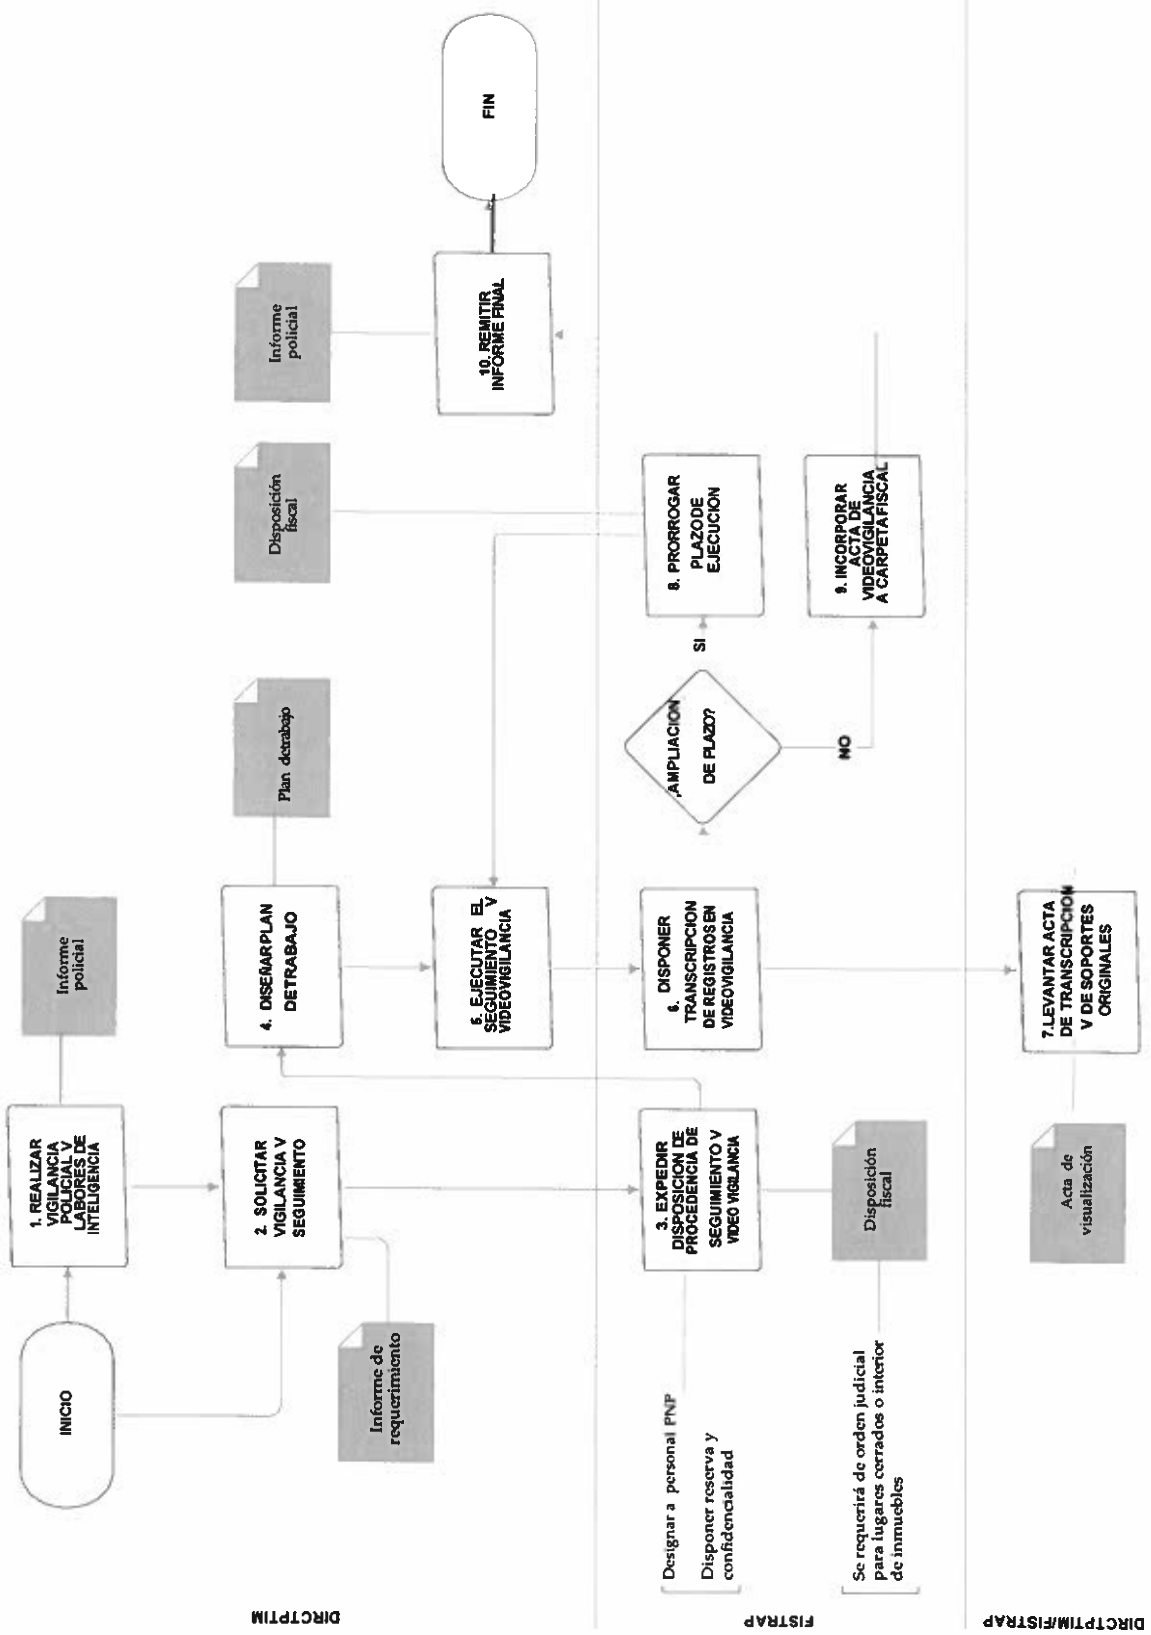 DIRCTPTIM
INICIO
1. REALIZAR
VIGILANCIA
POLICIAL V
LABORES DE
INTELIGENCIA
Informe
policial
2. SOLICITAR
VIGILANCIA V
SEGUIMIENTO
Informe de
requerimiento
4. DISEÑARPLAN
DETRABAJO
Plan detrabajo
5. EJECUTAR EL
SEGUIMIENTO V
VIDEOVIGILANCIA
Disposición
fiscal
Informe
policial
10. REMITIR
INFORME FINAL
FIN
FISTRAP
Designar a personal PNP
Disponer reserva y
confidencialidad
3. EXPEDIR
DISPOSICION DE
PROCEDENCIA DE
SEGUIMIENTO V
VIDEO VIGILANCIA
Disposición
fiscal
Se requerirá de orden judicial
para lugares cerrados o interior
de inmuebles
6. DISPONER
TRANSCRIPCION
DE REGISTROSEN
VIDEOVIGILANCIA
¿AMPLIACION
DE PLAZO?
SI
NO
8. PRORROGAR
PLAZODE
EJECUCION
9. INCORPORAR
ACTA DE
VIDEOVIGILANCIA
A CARPETAFISCAL
DIRCTPTIM/FISTRAP
7.LEVANTAR ACTA
DE TRANSCRIPCION
V DE SOPORTES
ORIGINALES
Acta de
visualización